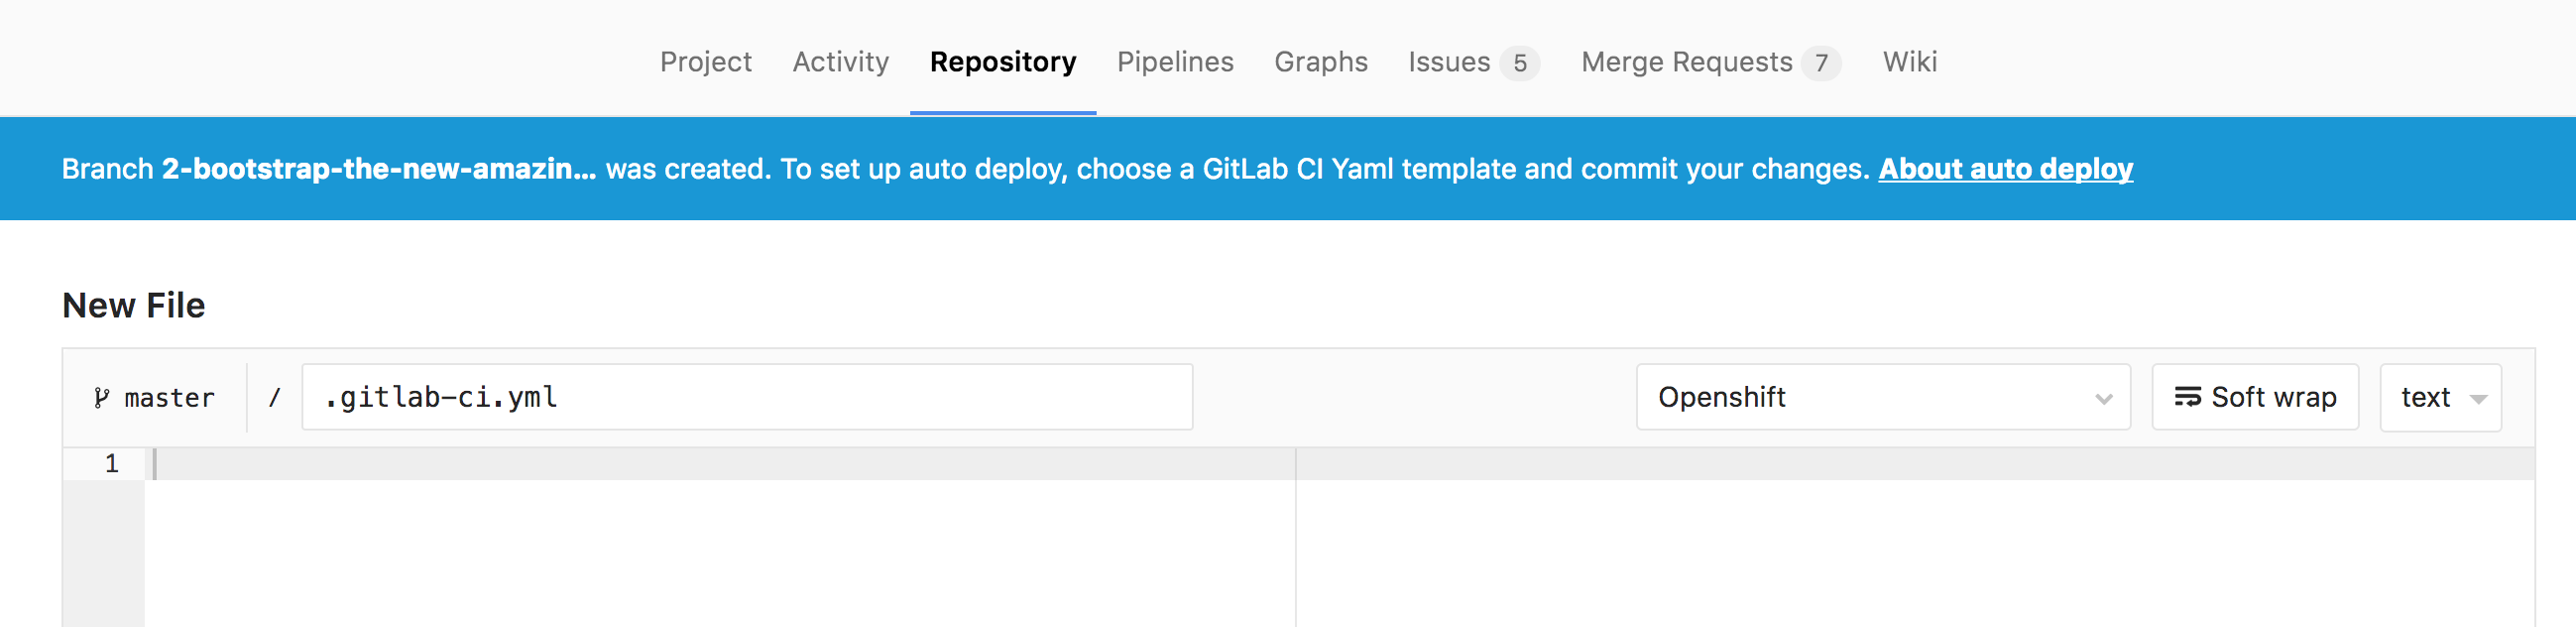 Project Activity Repository Pipelines Graphs Issues 5 Merge Requests 7 Wiki
Branch 2-bootstrap-the-new-amazin... was created. To set up auto deploy, choose a GitLab CI Yaml template and commit your changes. About auto deploy
New File
master / .gitlab-ci.yml Openshift Soft wrap text
1